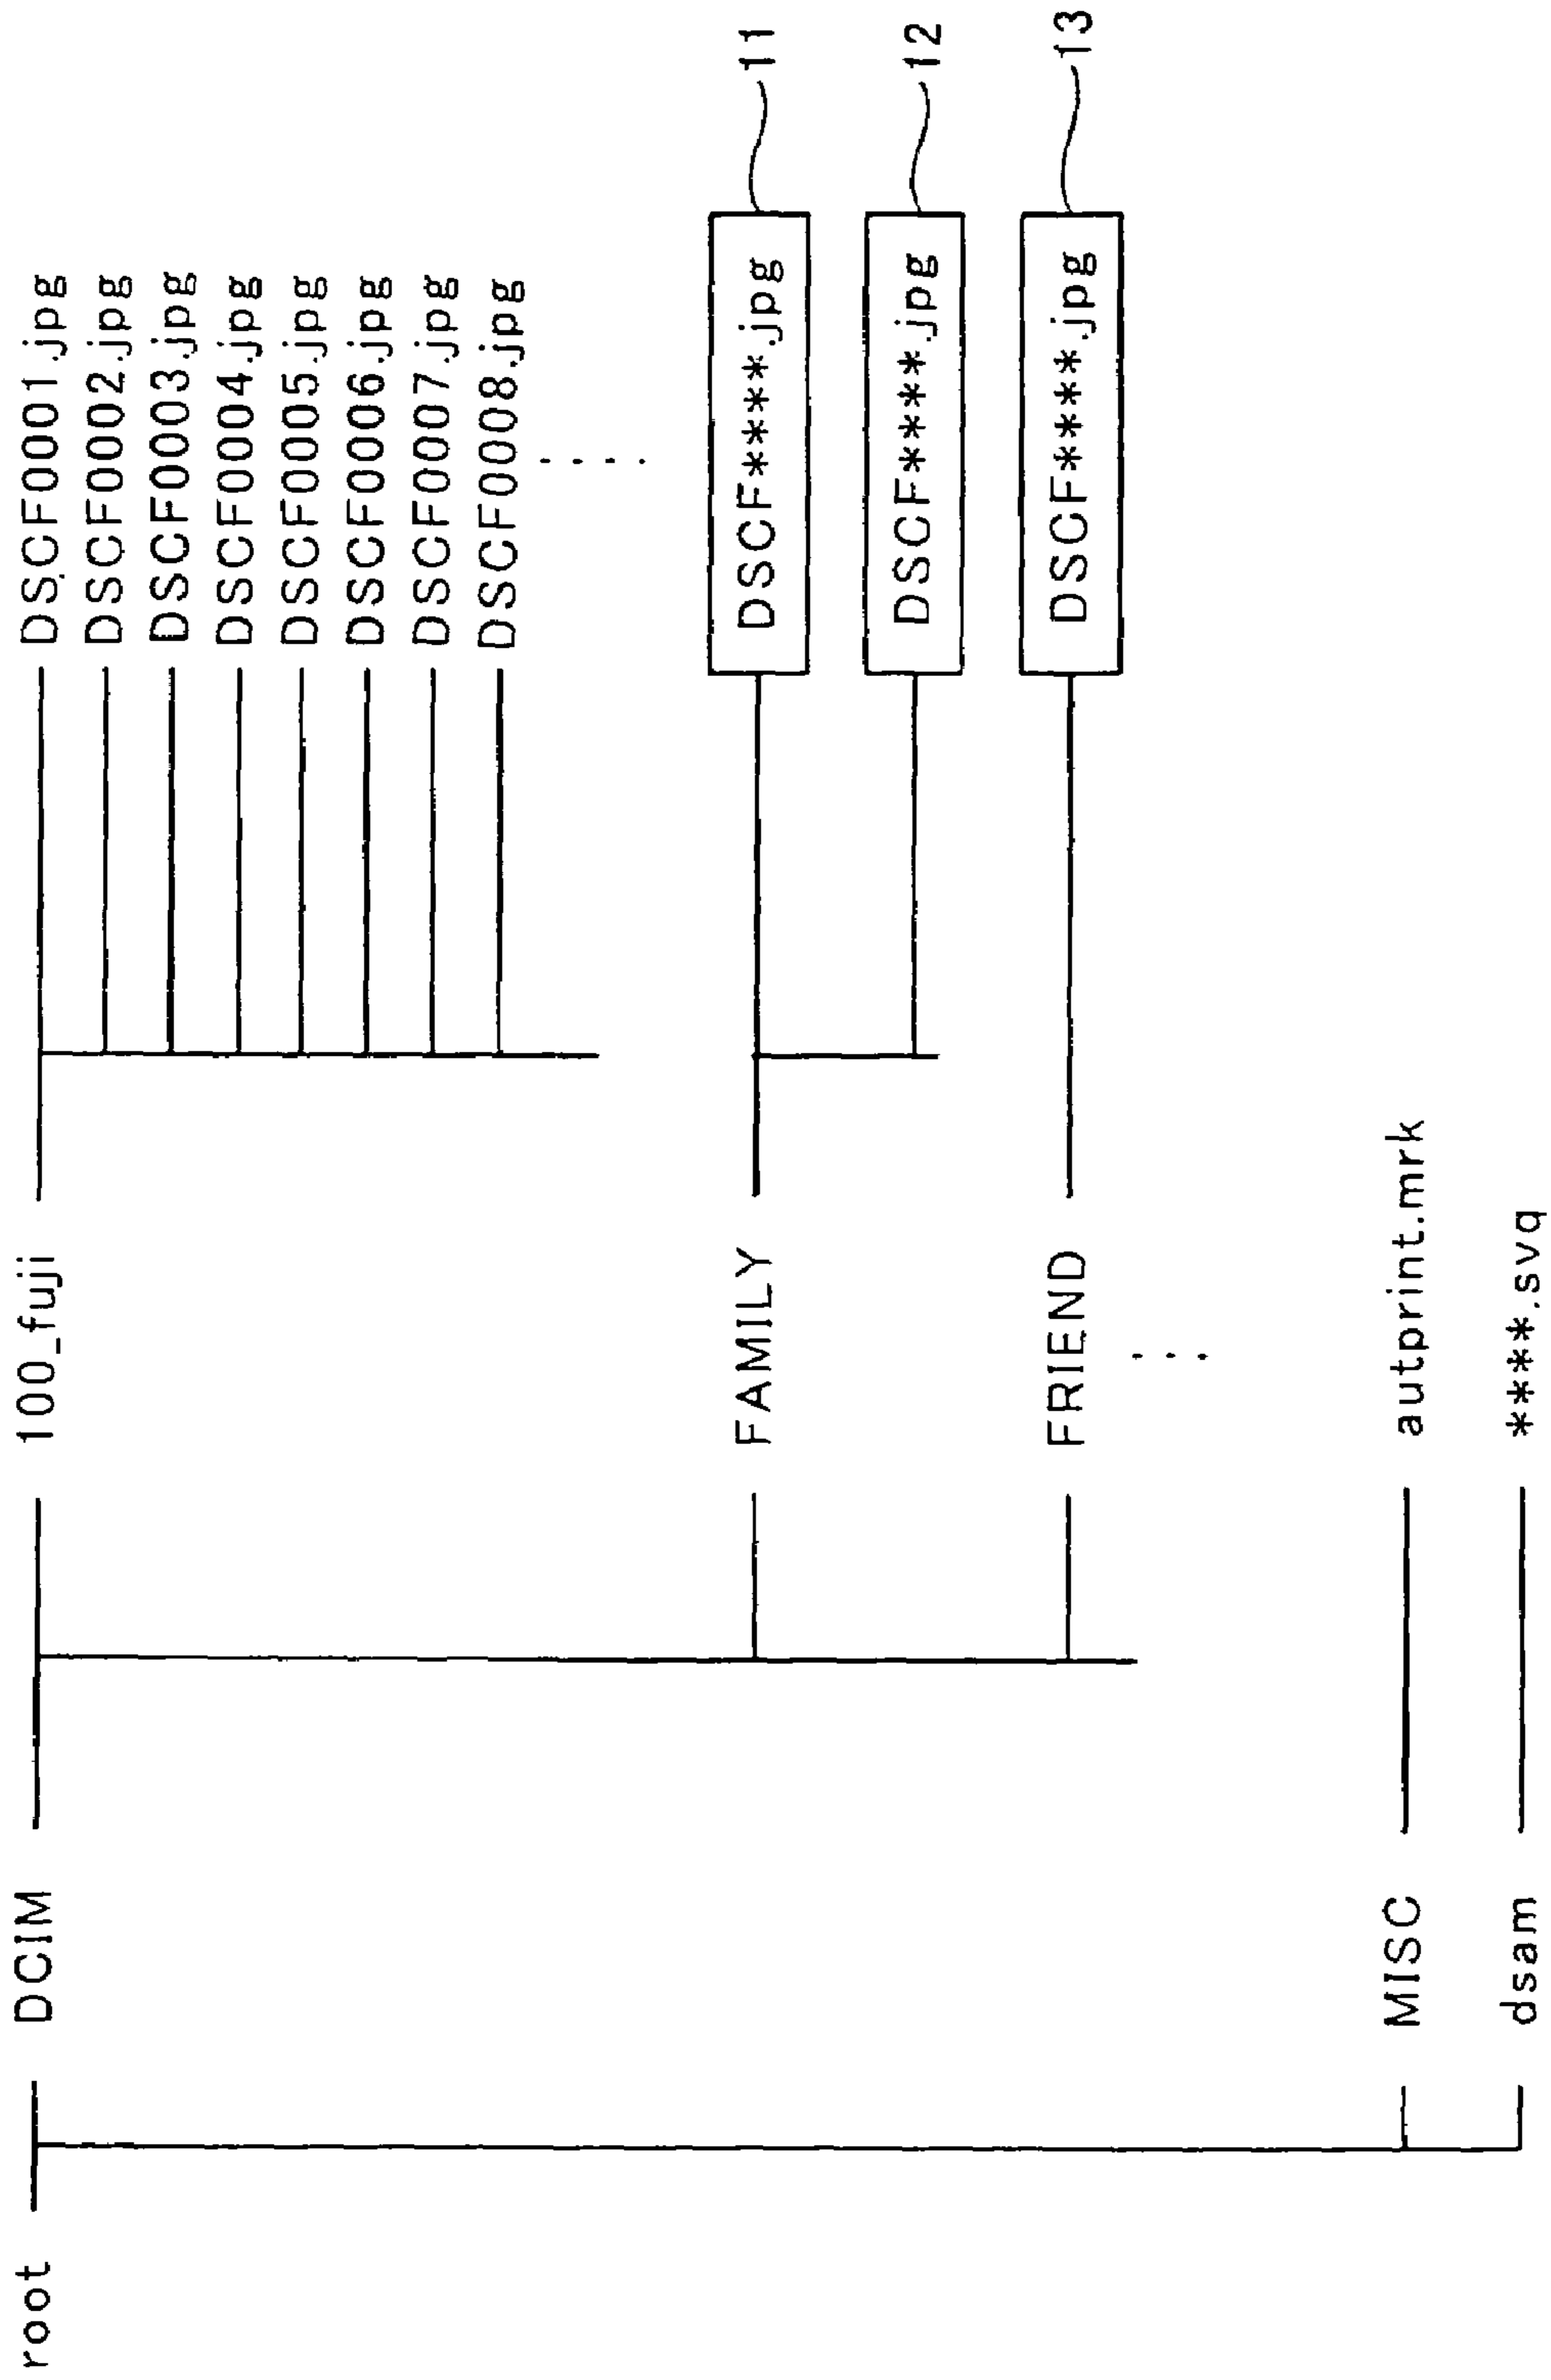 root DCIM 100_fuji DSCF0001.jpg
DSCF0002.jpg
DSCF0003.jpg
DSCF0004.jpg
DSCF0005.jpg
DSCF0006.jpg
DSCF0007.jpg
DSCF0008.jpg
....
FAMILY DSCF****.jpg 11
DSCF****.jpg 12
FRIEND DSCF****.jpg 13
...
MISC autprint.mrk
dsam ****.svq